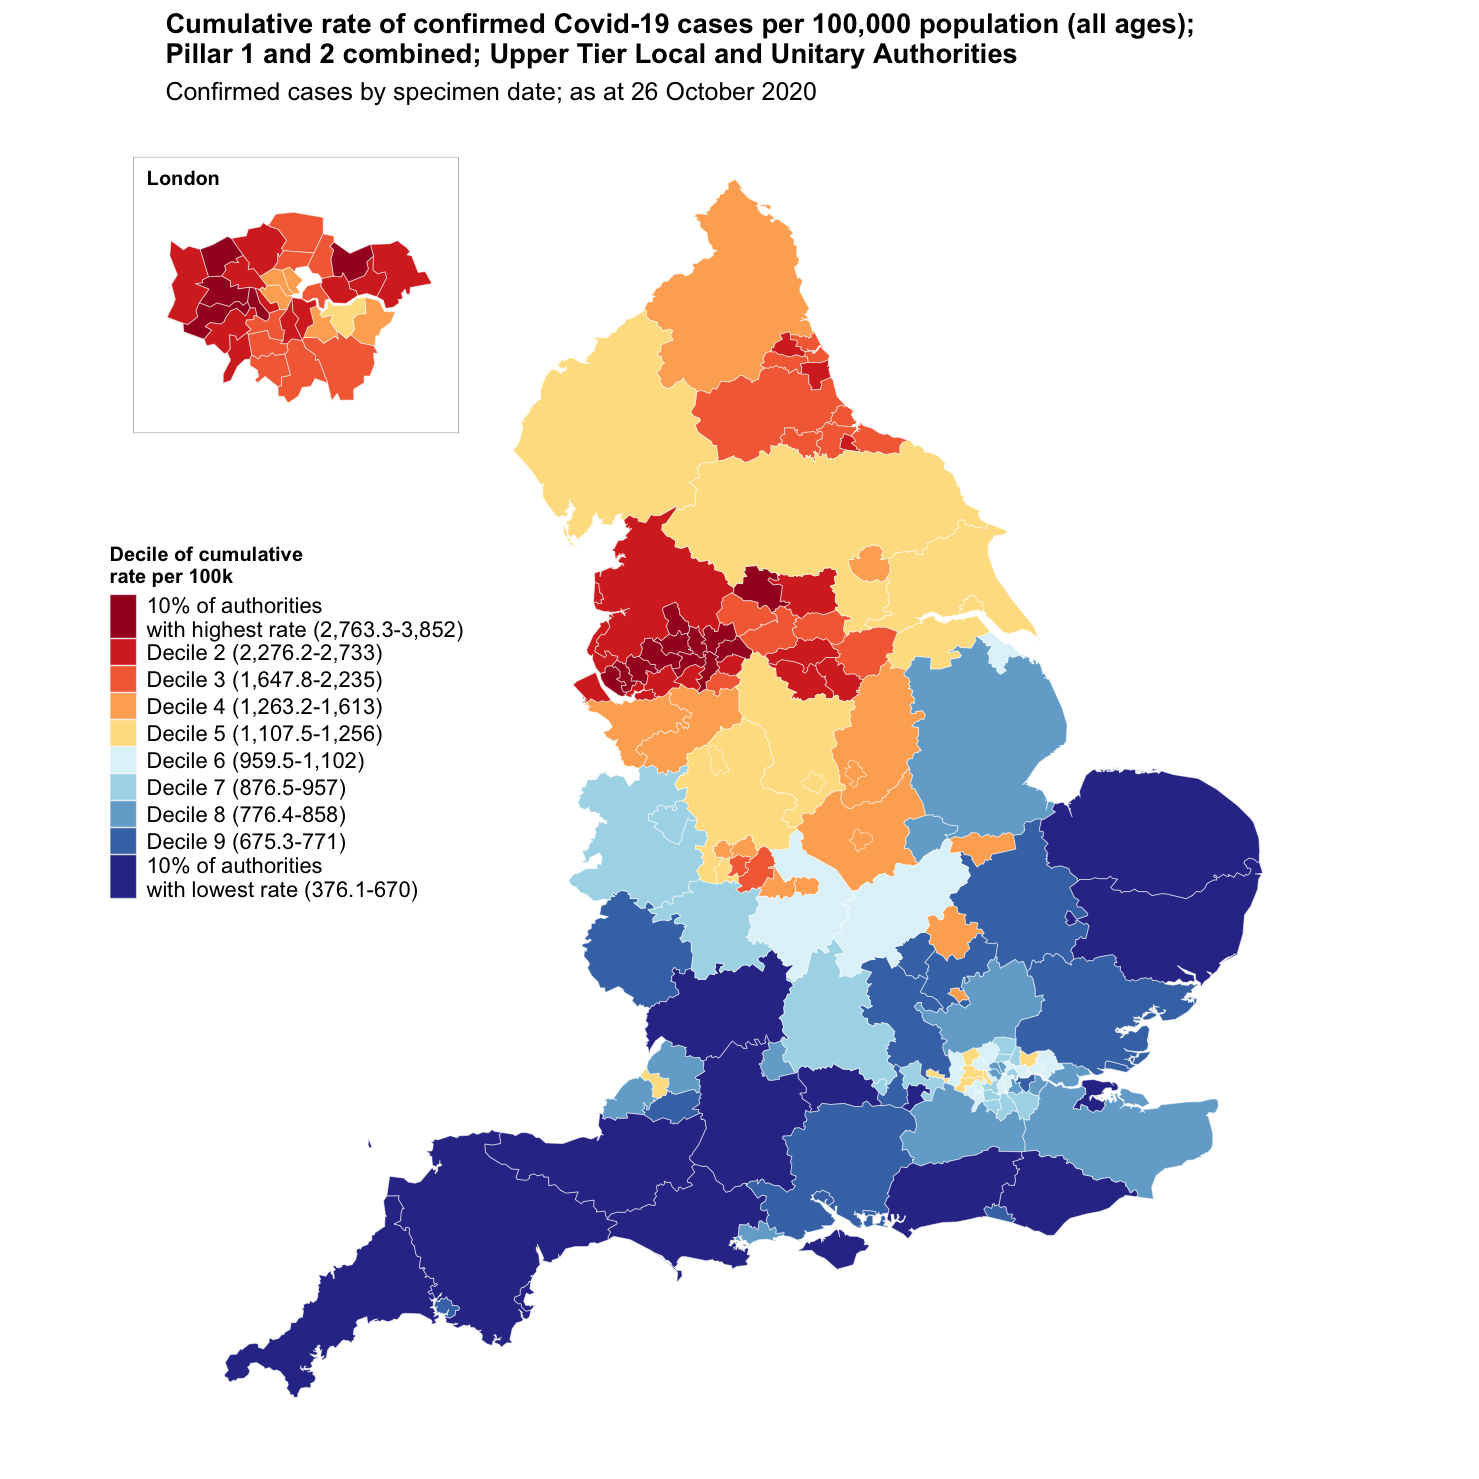 Cumulative rate of confirmed Covid-19 cases per 100,000 population (all ages);
Pillar 1 and 2 combined; Upper Tier Local and Unitary Authorities
Confirmed cases by specimen date; as at 26 October 2020
London
Decile of cumulative
rate per 100k
10% of authorities
with highest rate (2,763.3-3,852)
Decile 2 (2,276.2-2,733)
Decile 3 (1,647.8-2,235)
Decile 4 (1,263.2-1,613)
Decile 5 (1,107.5-1,256)
Decile 6 (959.5-1,102)
Decile 7 (876.5-957)
Decile 8 (776.4-858)
Decile 9 (675.3-771)
10% of authorities
with lowest rate (376.1-670)